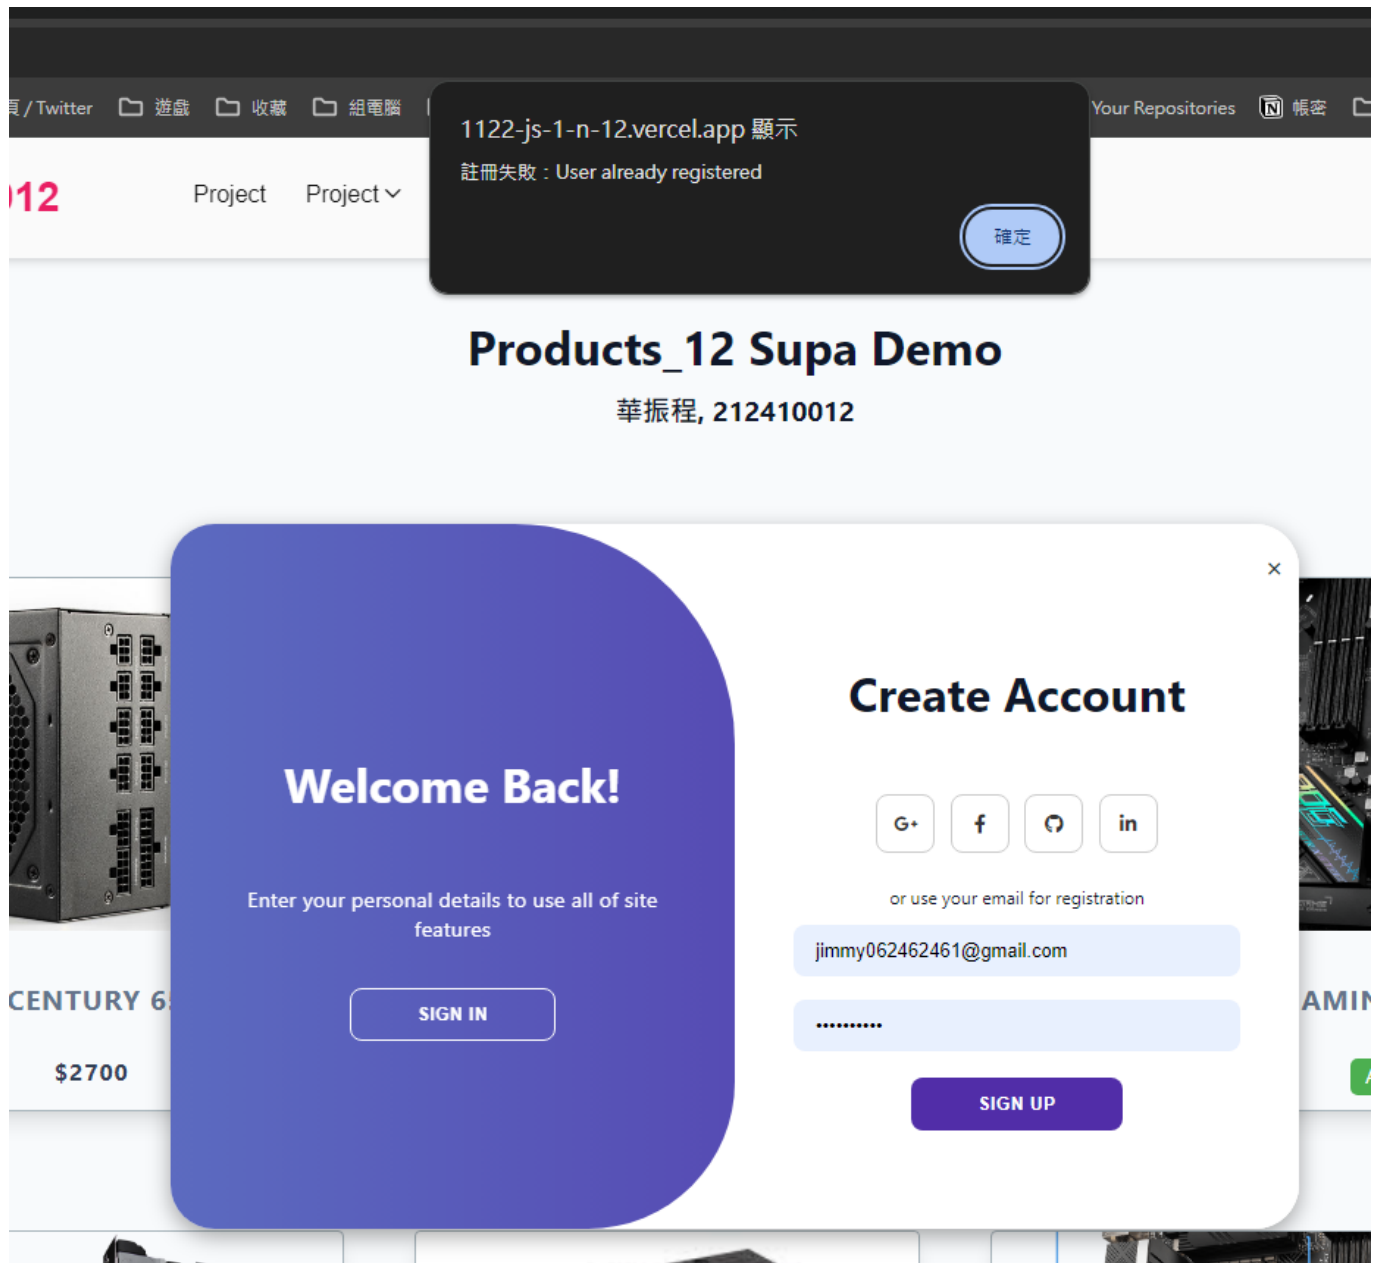 頁 / Twitter 遊戲 收藏 組電腦 Your Repositories 帳密
1122-js-1-n-12.vercel.app 顯示
註冊失敗：User already registered
確定
012 Project Project
Products_12 Supa Demo
華振程, 212410012
×
Create Account
Welcome Back!
G+ f in
or use your email for registration
Enter your personal details to use all of site
features
jimmy062462461@gmail.com
••••••••••
SIGN IN
SIGN UP
CENTURY 65
AMIN
$2700
A